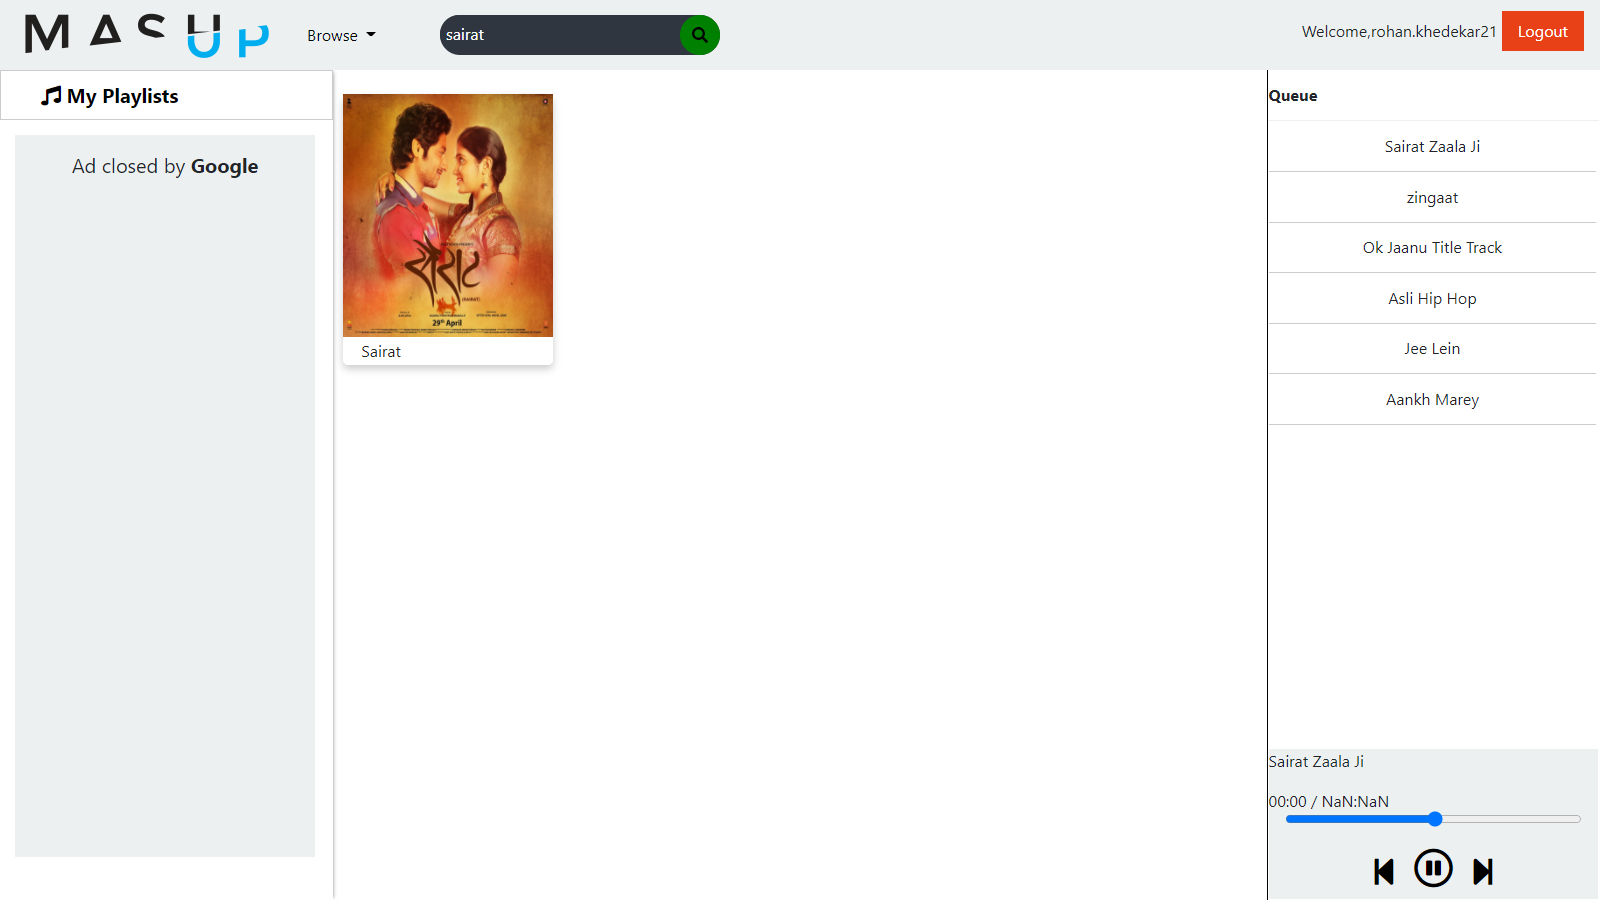 MASUP
Browse
sairat
Welcome,rohan.khedekar21
Logout
My Playlists
Ad closed by Google
सैराट
(SAIRAT)
29th April
Sairat
Queue
Sairat Zaala Ji
zingaat
Ok Jaanu Title Track
Asli Hip Hop
Jee Lein
Aankh Marey
Sairat Zaala Ji
00:00 / NaN:NaN